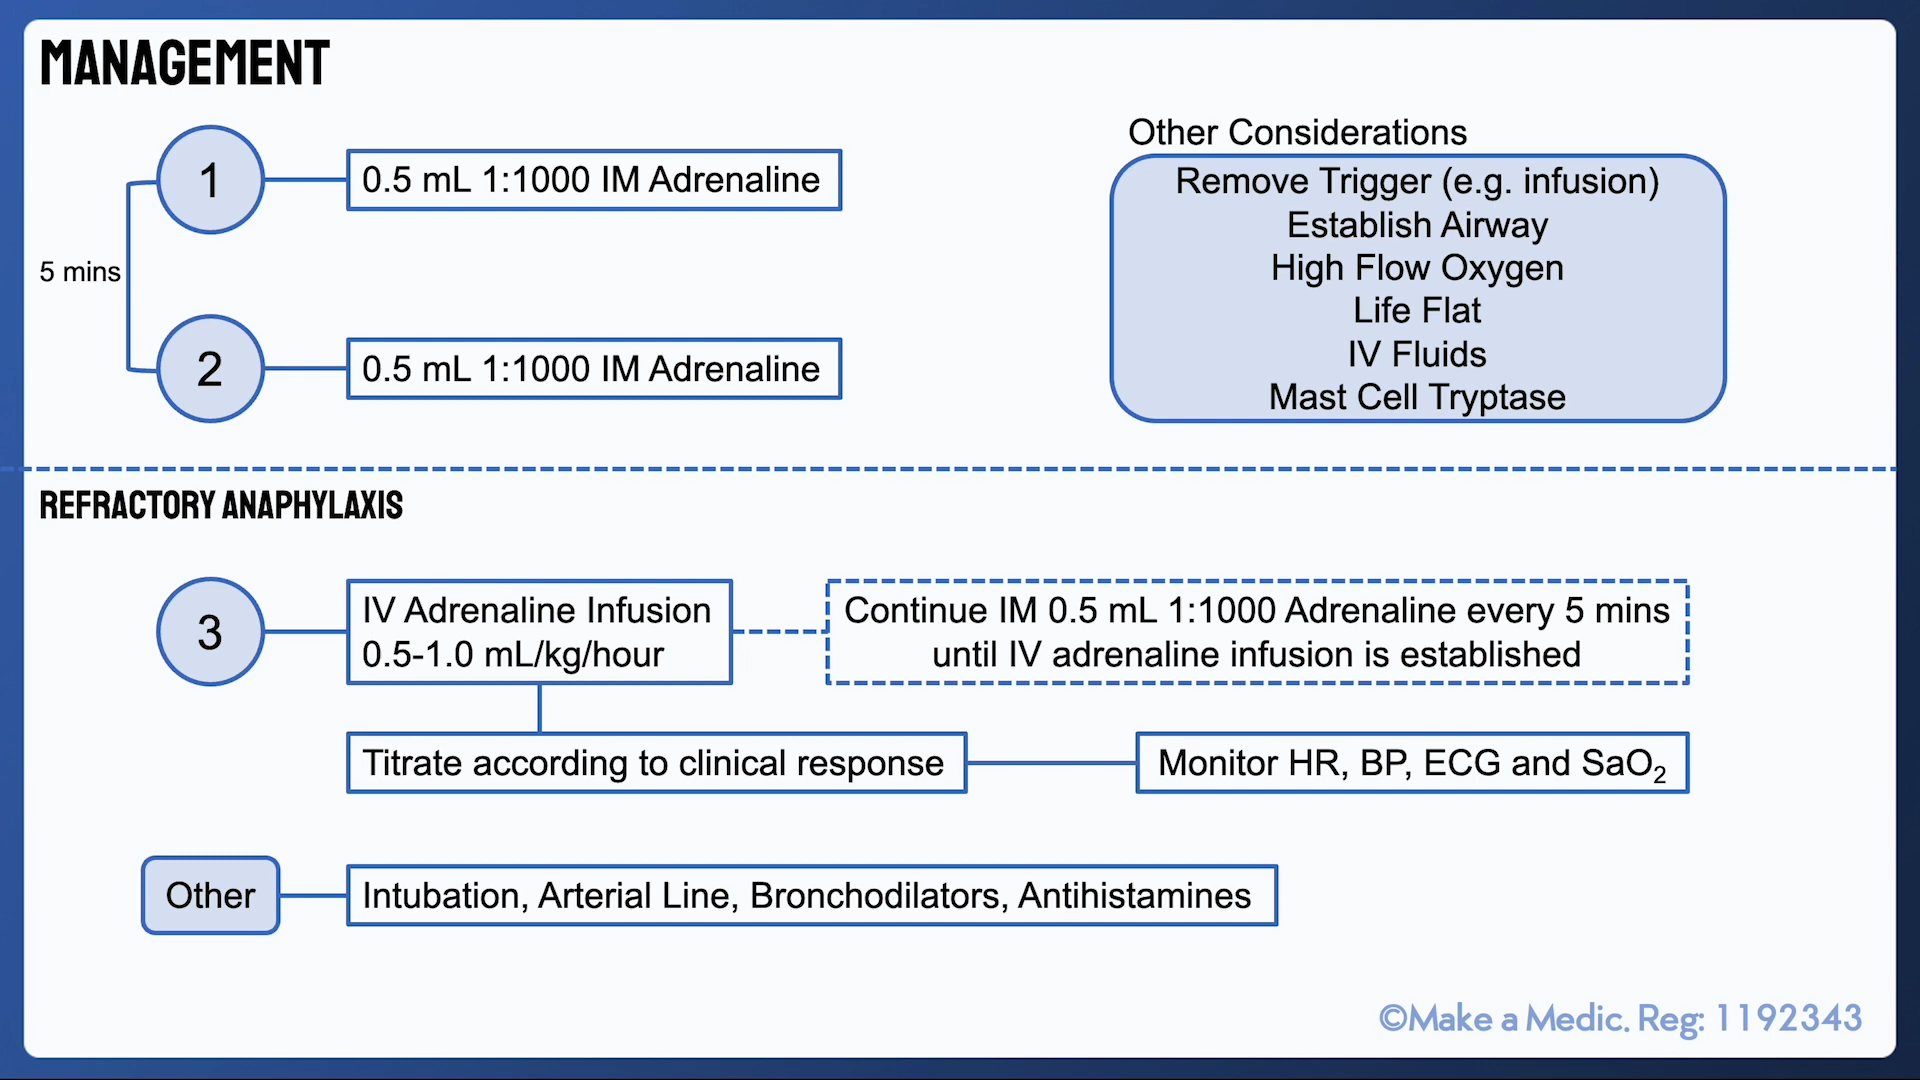 MANAGEMENT
1
0.5 mL 1:1000 IM Adrenaline
5 mins
2
0.5 mL 1:1000 IM Adrenaline
Other Considerations
Remove Trigger (e.g. infusion)
Establish Airway
High Flow Oxygen
Life Flat
IV Fluids
Mast Cell Tryptase
REFRACTORY ANAPHYLAXIS
3
IV Adrenaline Infusion
0.5-1.0 mL/kg/hour
Continue IM 0.5 mL 1:1000 Adrenaline every 5 mins
until IV adrenaline infusion is established
Titrate according to clinical response
Monitor HR, BP, ECG and SaO₂
Other
Intubation, Arterial Line, Bronchodilators, Antihistamines
©Make a Medic. Reg: 1192343